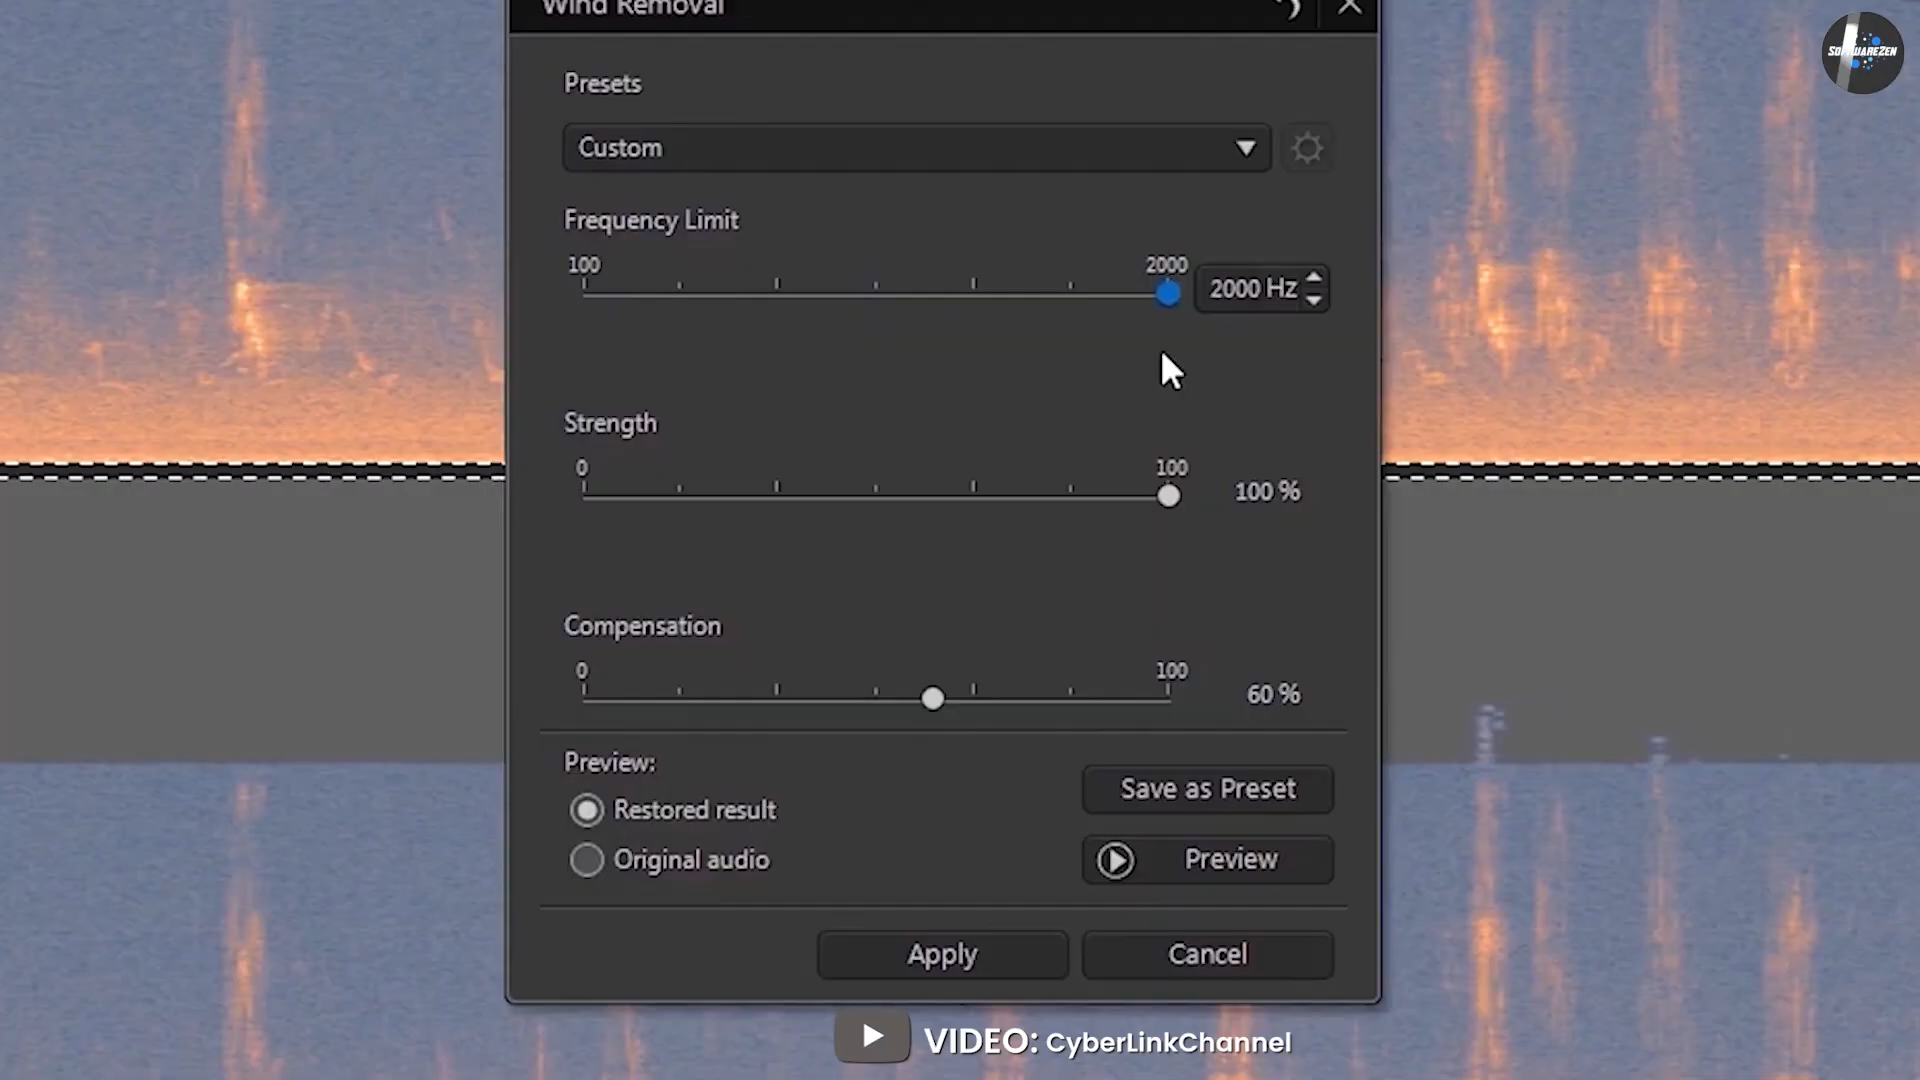 Wind Removal
SOFTWAREZEN
Presets
Custom
Frequency Limit
100 2000
2000 Hz
Strength
0 100
100 %
Compensation
0 100
60 %
Preview:
Restored result
Original audio
Save as Preset
Preview
Apply Cancel
VIDEO: CyberLinkChannel